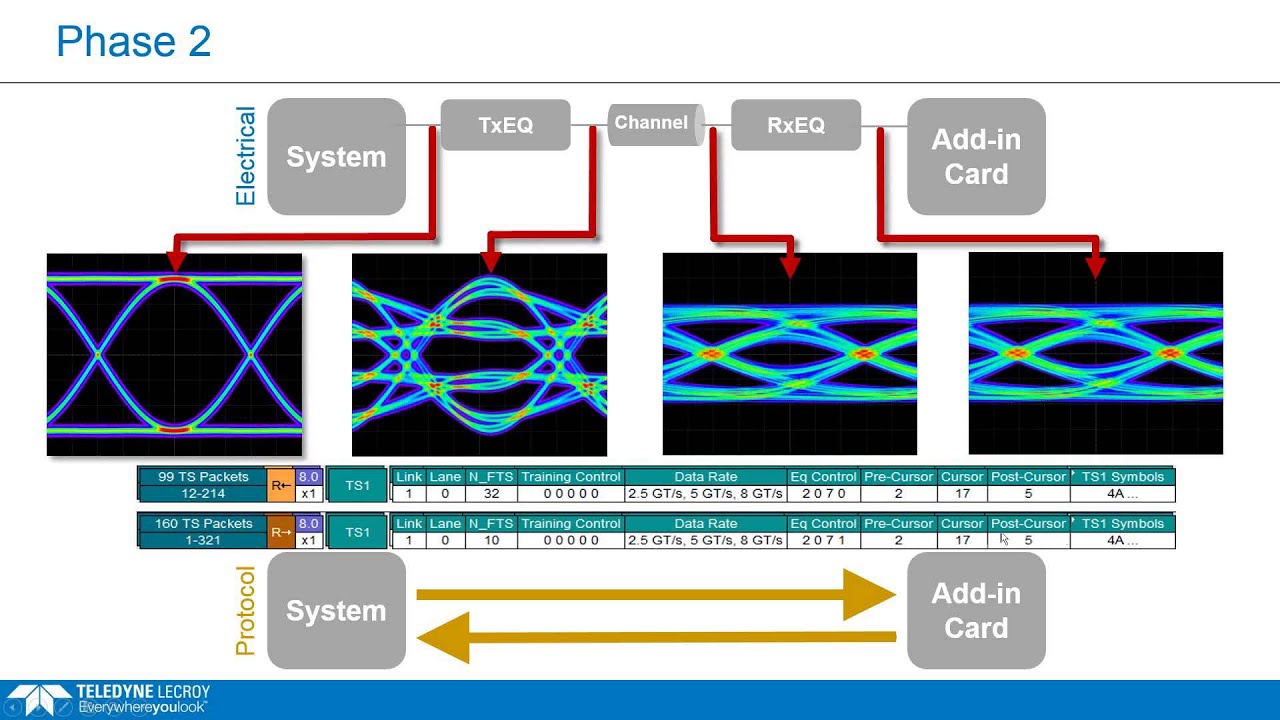 Phase 2
Electrical
System
TxEQ
Channel
RxEQ
Add-in
Card
99 TS Packets R← 8.0 TS1 Link Lane N_FTS Training Control Data Rate Eq Control Pre-Cursor Cursor Post-Cursor TS1 Symbols
12-214 x1 1 0 32 0 0 0 0 0 2.5 GT/s, 5 GT/s, 8 GT/s 2 0 7 0 2 17 5 4A ...
160 TS Packets R→ 8.0 TS1 Link Lane N_FTS Training Control Data Rate Eq Control Pre-Cursor Cursor Post-Cursor TS1 Symbols
1-321 x1 1 0 10 0 0 0 0 0 2.5 GT/s, 5 GT/s, 8 GT/s 2 0 7 1 2 17 5 4A ...
Protocol
System
Add-in
Card
TELEDYNE LECROY
Everywhereyoulook™